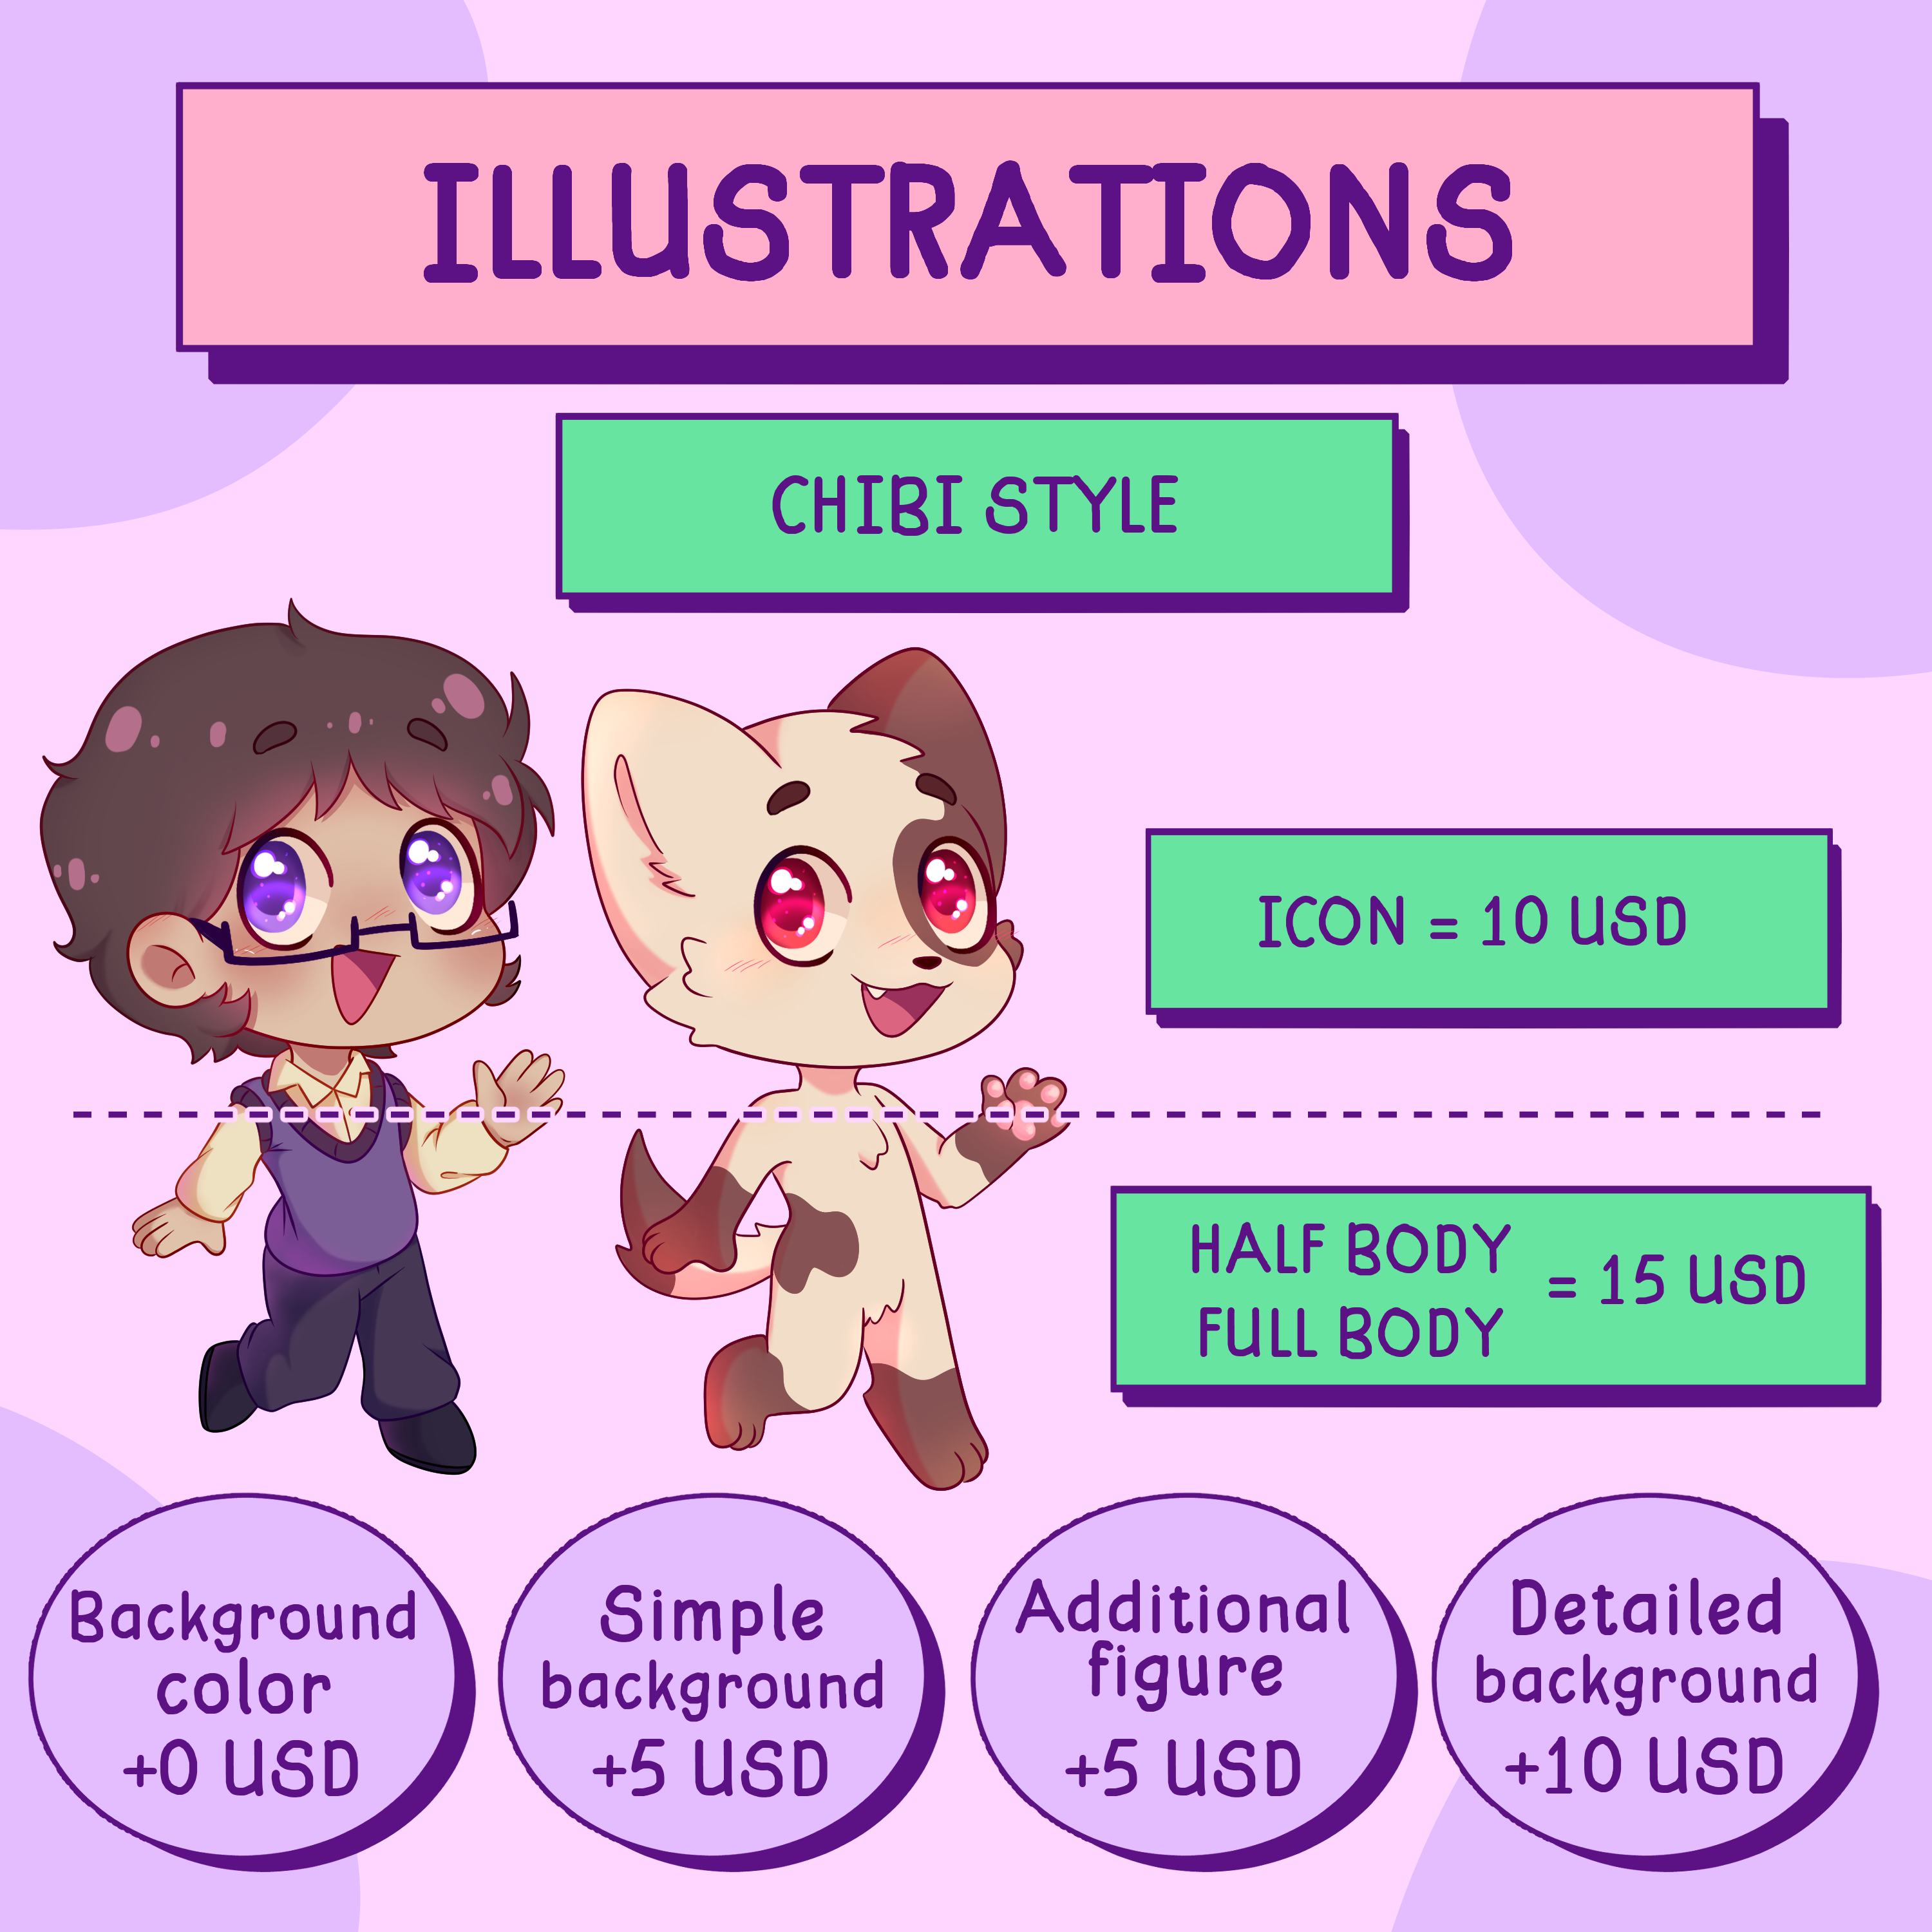 ILLUSTRATIONS
CHIBI STYLE
ICON = 10 USD
HALF BODY
FULL BODY
= 15 USD
Background
color
+0 USD
Simple
background
+5 USD
Additional
figure
+5 USD
Detailed
background
+10 USD